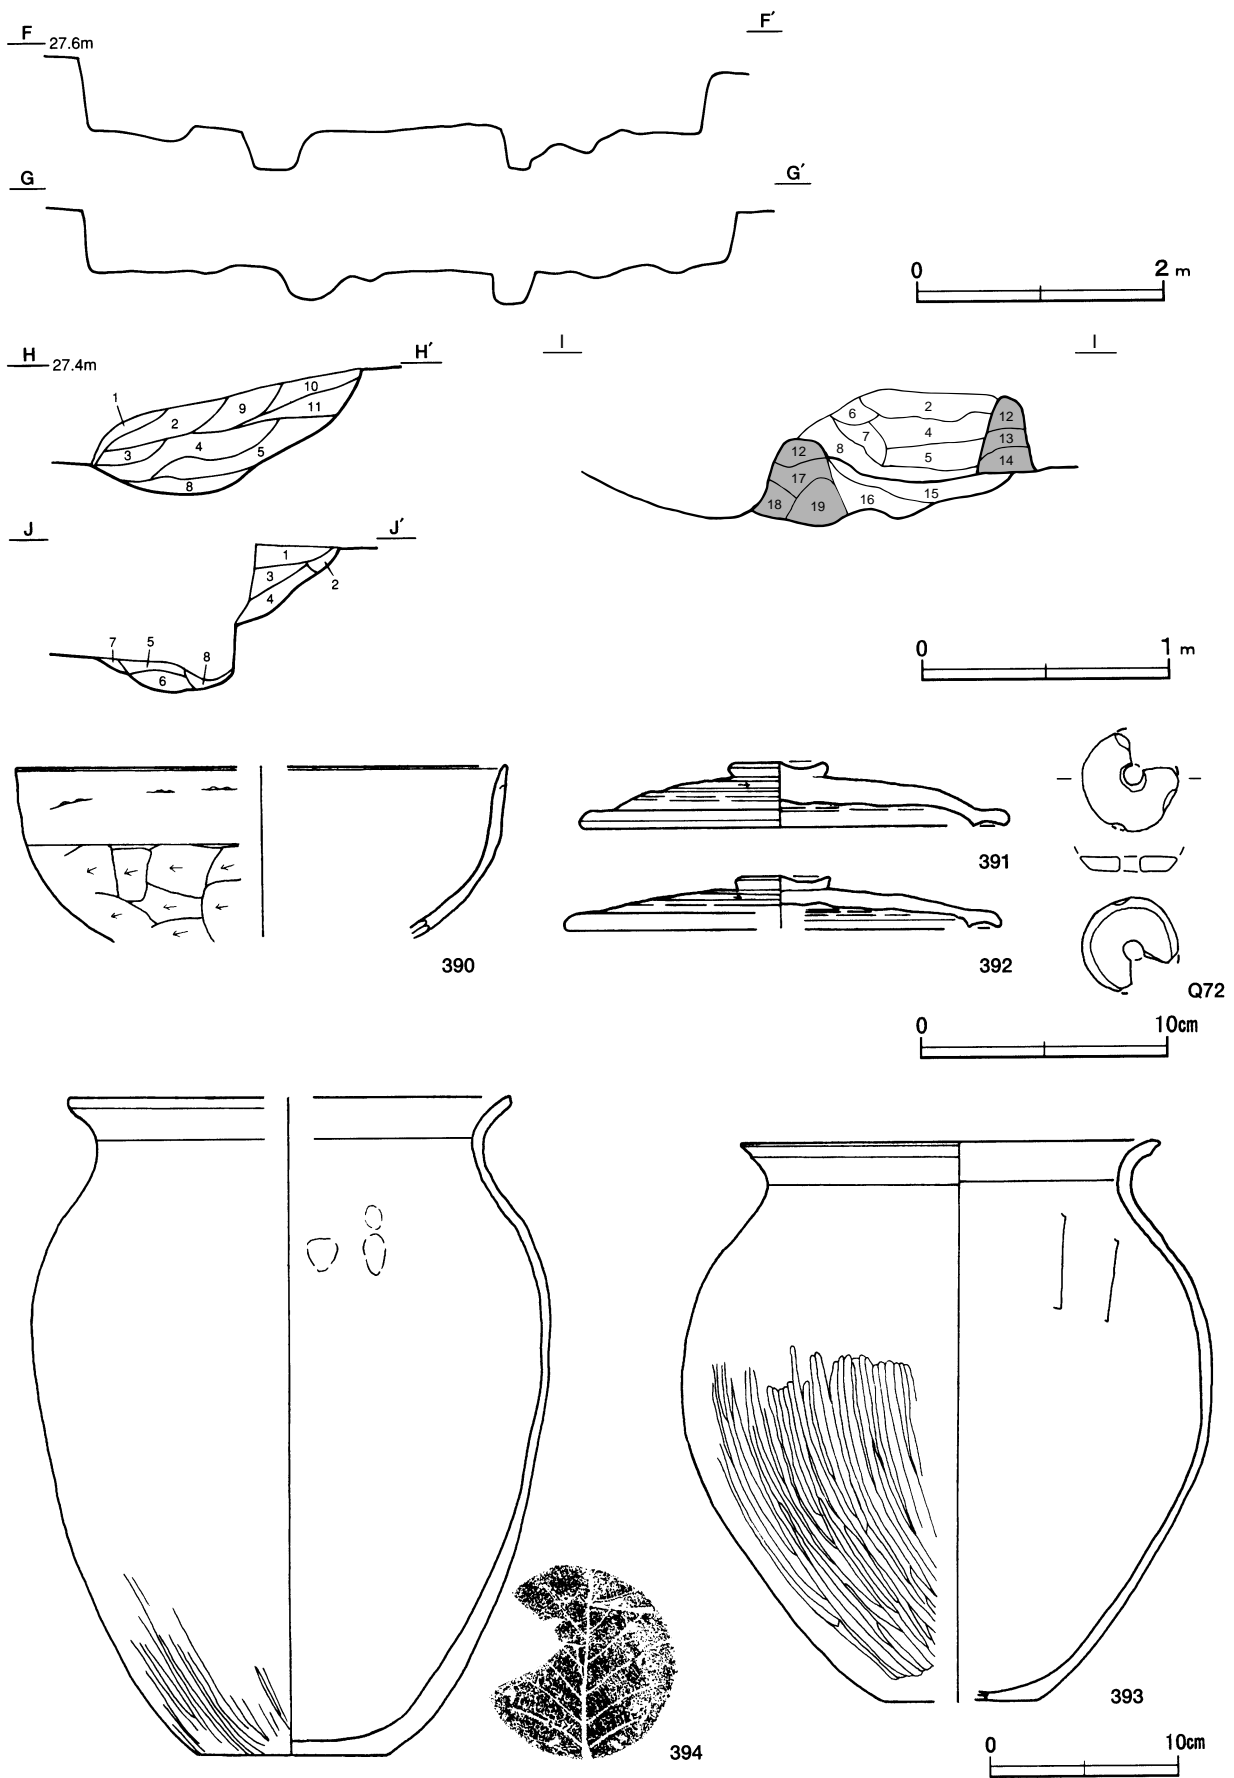 F 27.6m F′
G G′
0 2 m
H 27.4m H′
1 2 3 4 5 8 9 10 11
I I
2 4 5 6 7 8 12 13 14 12 15 16 17 18 19
J J′
1 2 3 4
7 5 8 6
0 1 m
390
391
392
Q72
0 10cm
393
394
0 10cm